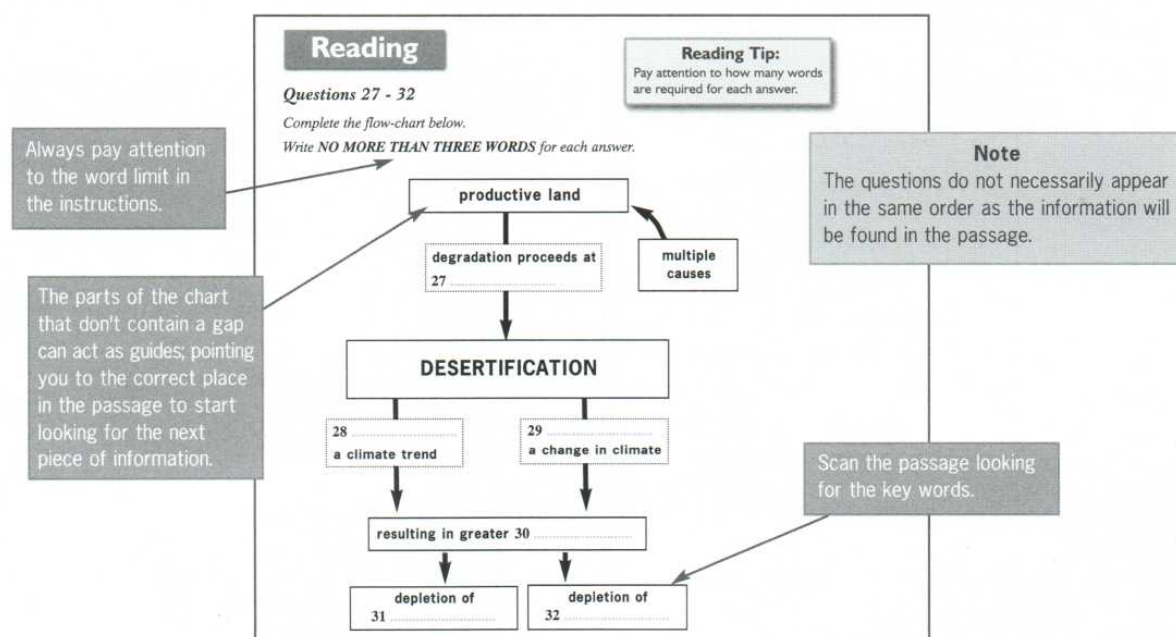 Reading
Reading Tip:
Pay attention to how many words
are required for each answer.
Questions 27 - 32
Complete the flow-chart below.
Write NO MORE THAN THREE WORDS for each answer.
Always pay attention
to the word limit in
the instructions.
Note
The questions do not necessarily appear
in the same order as the information will
be found in the passage.
productive land
degradation proceeds at
27 ........................
multiple
causes
The parts of the chart
that don't contain a gap
can act as guides; pointing
you to the correct place
in the passage to start
looking for the next
piece of information.
DESERTIFICATION
28 ........................
a climate trend
29 ........................
a change in climate
Scan the passage looking
for the key words.
resulting in greater 30 ........................
depletion of
31 ........................
depletion of
32 ........................